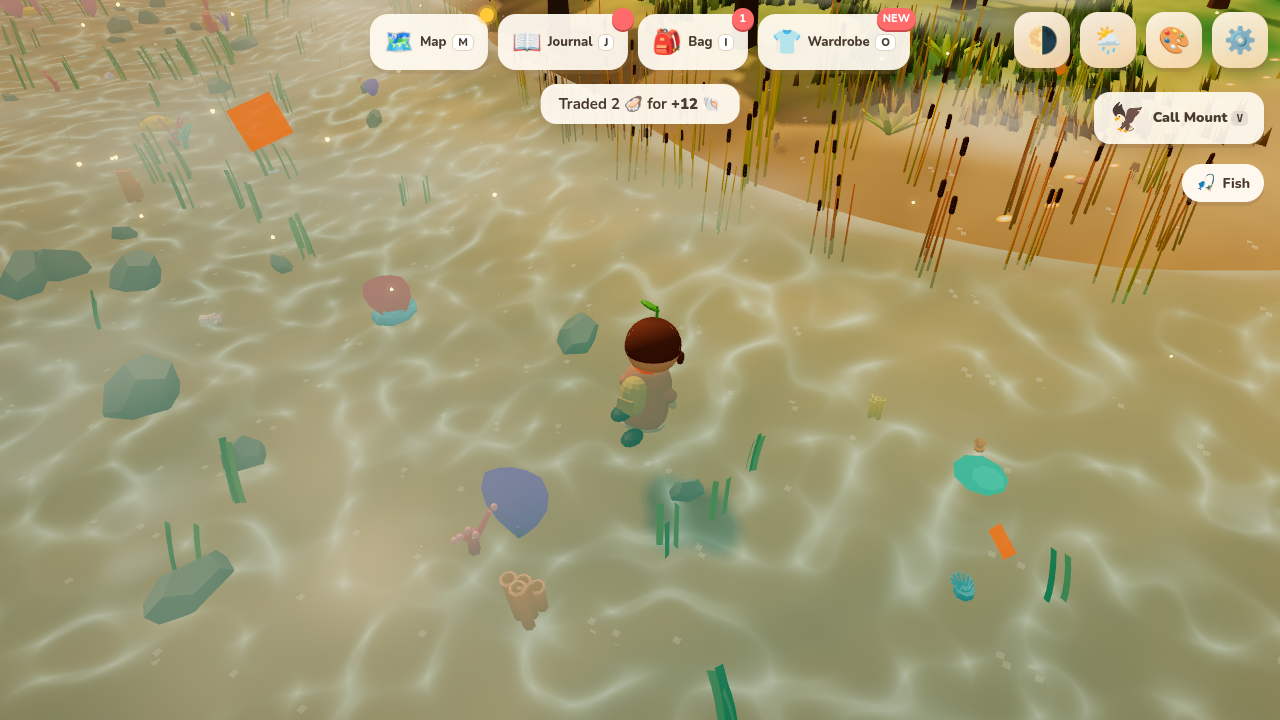 Map M
Journal J
Bag I
1
Wardrobe O
NEW
Traded 2 for +12
Call Mount V
Fish